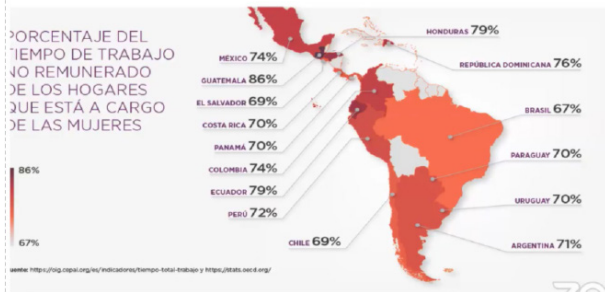 PORCENTAJE DEL
TIEMPO DE TRABAJO
NO REMUNERADO
DE LOS HOGARES
QUE ESTÁ A CARGO
DE LAS MUJERES
86%
67%
HONDURAS 79%
MÉXICO 74%
REPÚBLICA DOMINICANA 76%
GUATEMALA 86%
EL SALVADOR 69%
BRASIL 67%
COSTA RICA 70%
PANAMÁ 70%
PARAGUAY 70%
COLOMBIA 74%
ECUADOR 79%
URUGUAY 70%
PERÚ 72%
CHILE 69%
ARGENTINA 71%
uente: https://oig.cepal.org/es/indicadores/tiempo-total-trabajo y https://stats.oecd.org/